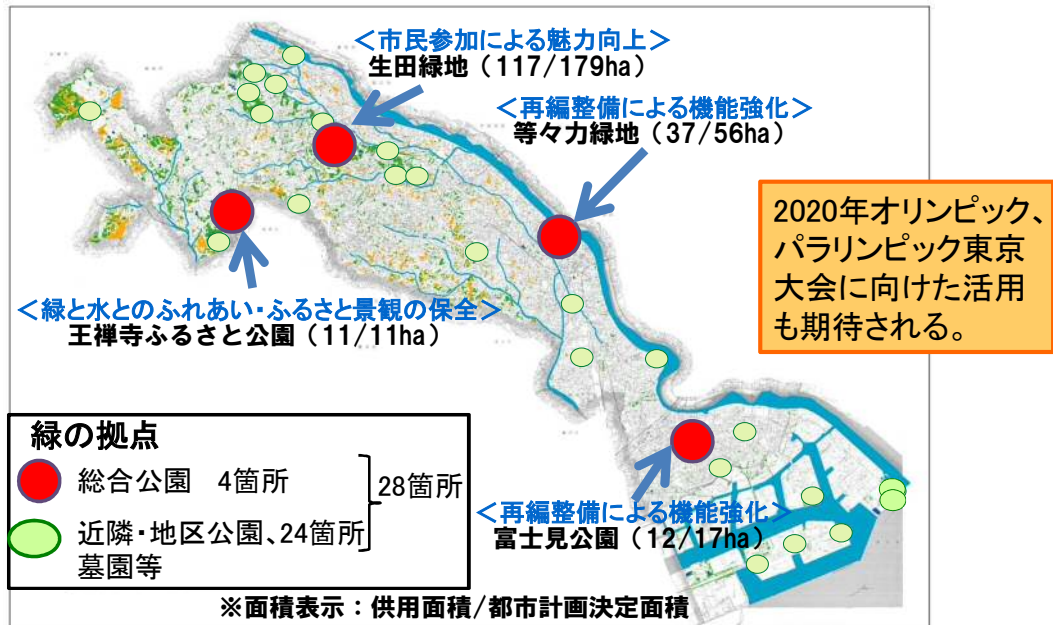 ＜市民参加による魅力向上＞
生田緑地（117/179ha）
＜再編整備による機能強化＞
等々力緑地（37/56ha）
2020年オリンピック、
パラリンピック東京
大会に向けた活用
も期待される。
＜緑と水とのふれあい・ふるさと景観の保全＞
王禅寺ふるさと公園（11/11ha）
緑の拠点
総合公園　4箇所
28箇所
近隣・地区公園、24箇所
墓園等
＜再編整備による機能強化＞
富士見公園（12/17ha）
※面積表示：供用面積/都市計画決定面積